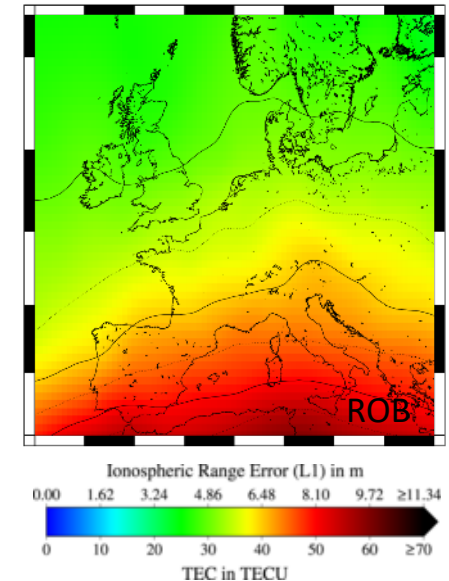 ROB
Ionospheric Range Error (L1) in m
0.00 1.62 3.24 4.86 6.48 8.10 9.72 ≥11.34
0 10 20 30 40 50 60 ≥70
TEC in TECU